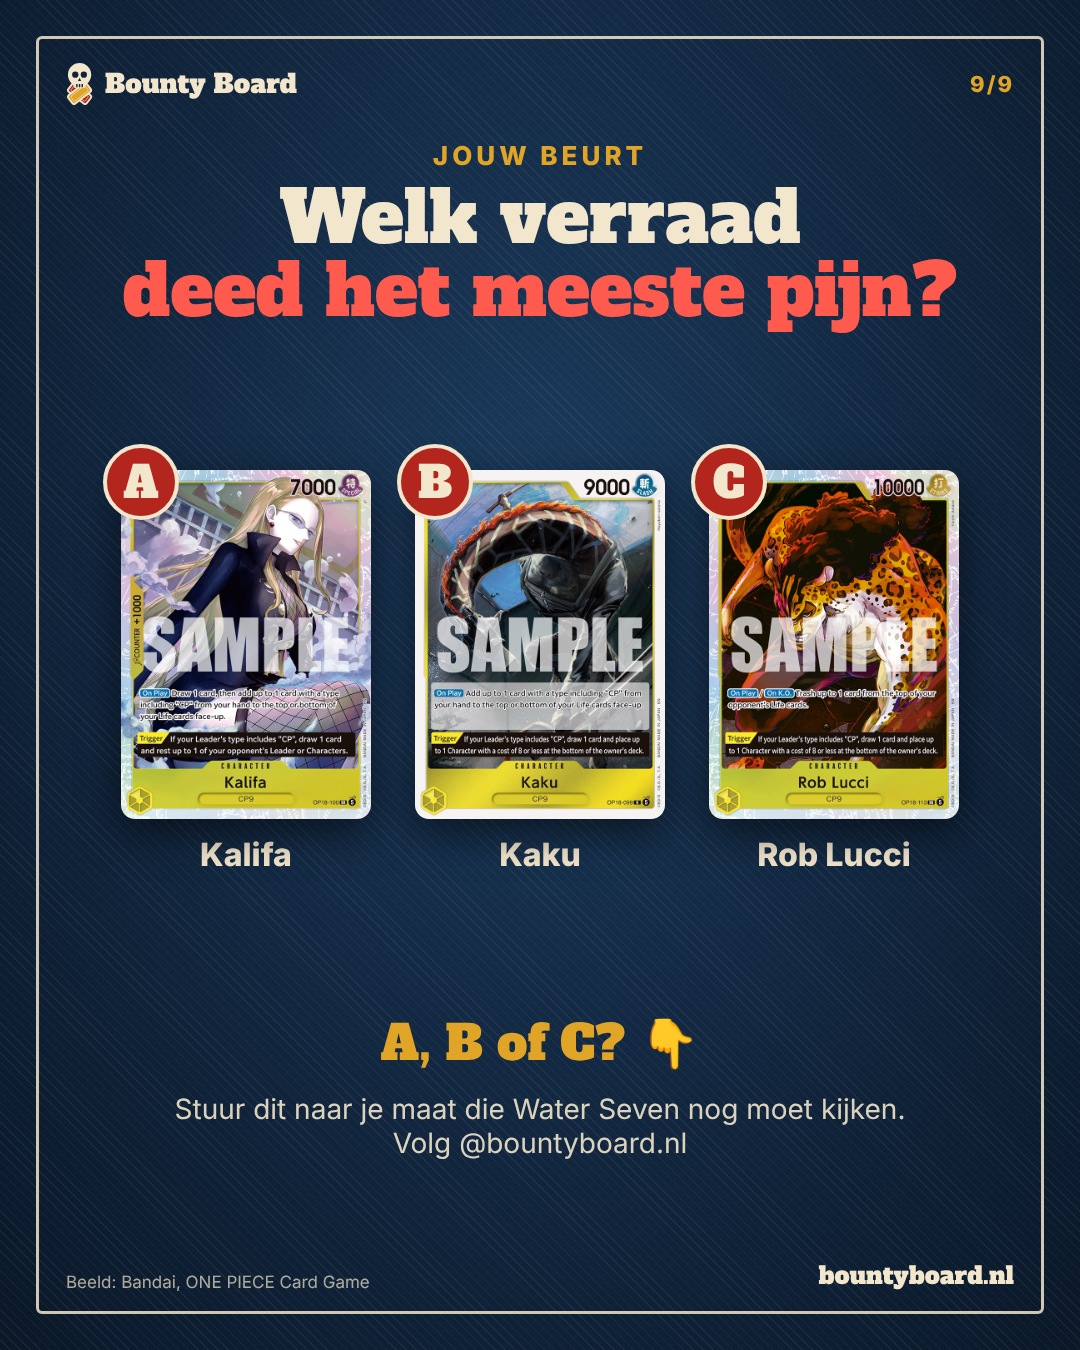 Bounty Board
9/9
JOUW BEURT
Welk verraad
deed het meeste pijn?
A
7000
特
SPECIAL
COUNTER +1000
SAMPLE
On Play Draw 1 card, then add up to 1 card with a type
including "CP" from your hand to the top or bottom of
your Life cards face-up.
Trigger If your Leader's type includes "CP", draw 1 card
and rest up to 1 of your opponent's Leader or Characters.
CHARACTER
Kalifa
CP9
B
9000
斬
SLASH
SAMPLE
On Play Add up to 1 card with a type including "CP" from
your hand to the top or bottom of your Life cards face-up
Trigger If your Leader's type includes "CP", draw 1 card and place up
to 1 Character with a cost of 8 or less at the bottom of the owner's deck.
CHARACTER
Kaku
CP9
C
10000
打
SAMPLE
On Play / On K.O. Trash up to 1 card from the top of your
opponent's Life cards.
Trigger If your Leader's type includes "CP", draw 1 card and place up
to 1 Character with a cost of 8 or less at the bottom of the owner's deck.
CHARACTER
Rob Lucci
CP9
Kalifa
Kaku
Rob Lucci
A, B of C? 👇
Stuur dit naar je maat die Water Seven nog moet kijken.
Volg @bountyboard.nl
Beeld: Bandai, ONE PIECE Card Game
bountyboard.nl